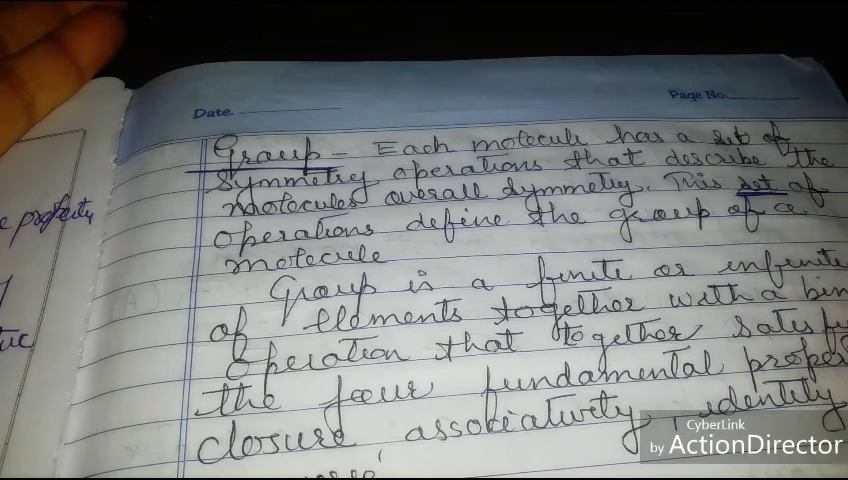 Date.
Page No.
Group - Each molecule has a set of
symmetry operations that describe the
molecules overall symmetry. This set of
operations define the group of a
molecule
Group is a finite or infinite
of elements together with a bin
operation that together satisfy
the four fundamental proper
closure, associativity, identity
CyberLink
by ActionDirector